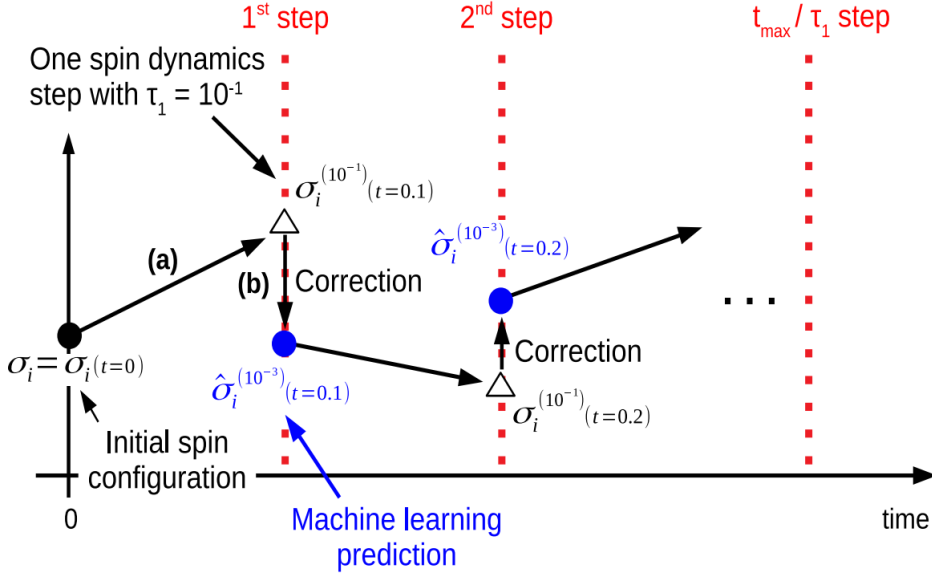 1st step
2nd step
tmax / τ1 step
One spin dynamics
step with τ1 = 10-1
σi(10−1)(t=0.1)
σ̂i(10−3)(t=0.2)
(a)
(b)
Correction
. . .
σi=σi(t=0)
Correction
σ̂i(10−3)(t=0.1)
σi(10−1)(t=0.2)
Initial spin
configuration
0
time
Machine learning
prediction